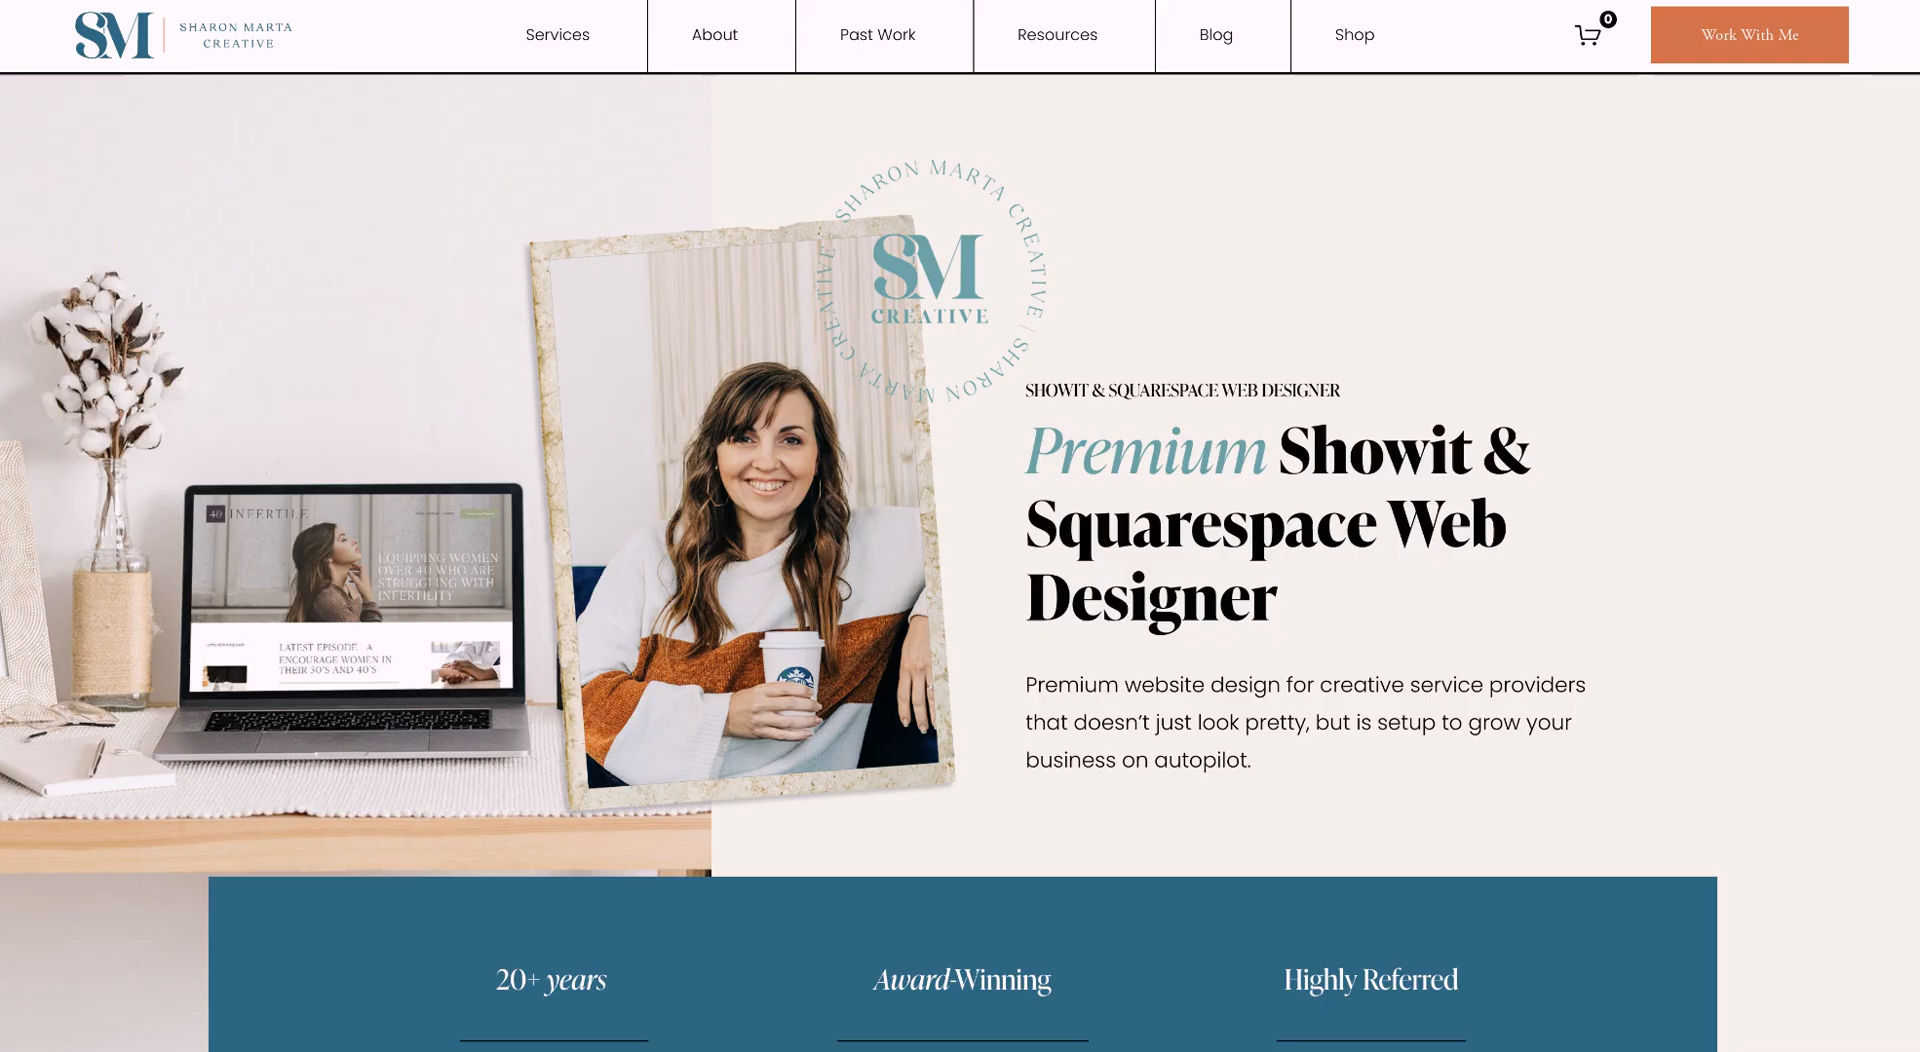 SM
SHARON MARTA
CREATIVE
Services
About
Past Work
Resources
Blog
Shop
0
Work With Me
SHARON MARTA CREATIVE | SHARON MARTA CREATIVE
SM
CREATIVE
40 INFERTILE
EQUIPPING WOMEN
OVER 40 WHO ARE
STRUGGLING WITH
INFERTILITY
LATEST EPISODE
A
ENCOURAGE WOMEN IN
THEIR 30'S AND 40'S
SHOWIT & SQUARESPACE WEB DESIGNER
Premium Showit &
Squarespace Web
Designer
Premium website design for creative service providers
that doesn’t just look pretty, but is setup to grow your
business on autopilot.
20+ years
Award-Winning
Highly Referred